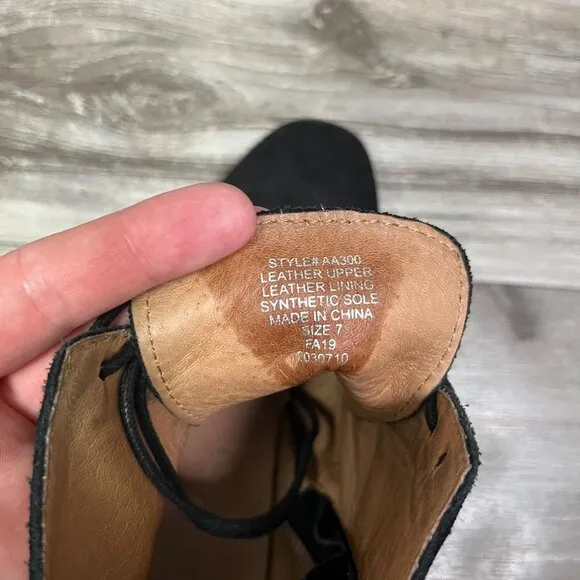 STYLE# AA300
LEATHER UPPER
LEATHER LINING
SYNTHETIC SOLE
MADE IN CHINA
SIZE 7
FA19